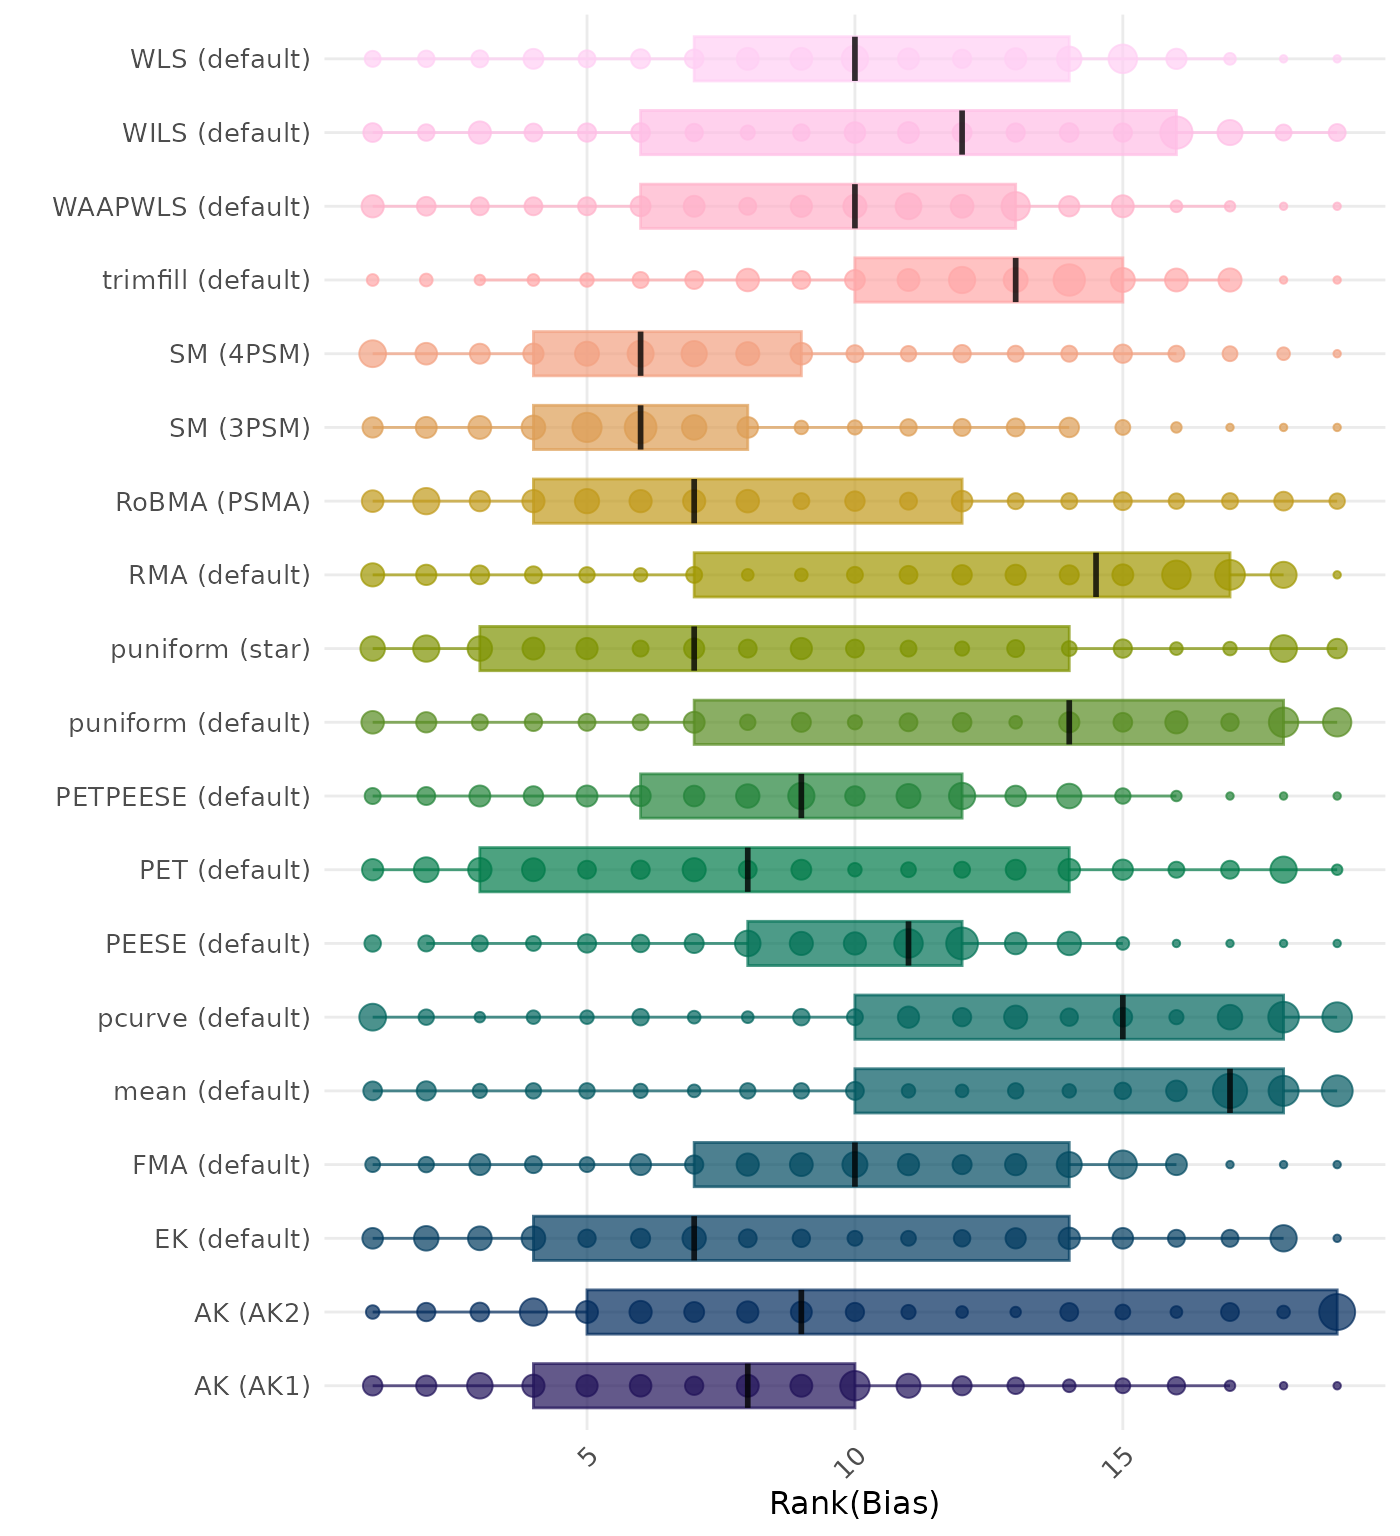 WLS (default)
WILS (default)
WAAPWLS (default)
trimfill (default)
SM (4PSM)
SM (3PSM)
RoBMA (PSMA)
RMA (default)
puniform (star)
puniform (default)
PETPEESE (default)
PET (default)
PEESE (default)
pcurve (default)
mean (default)
FMA (default)
EK (default)
AK (AK2)
AK (AK1)
5
10
15
Rank(Bias)